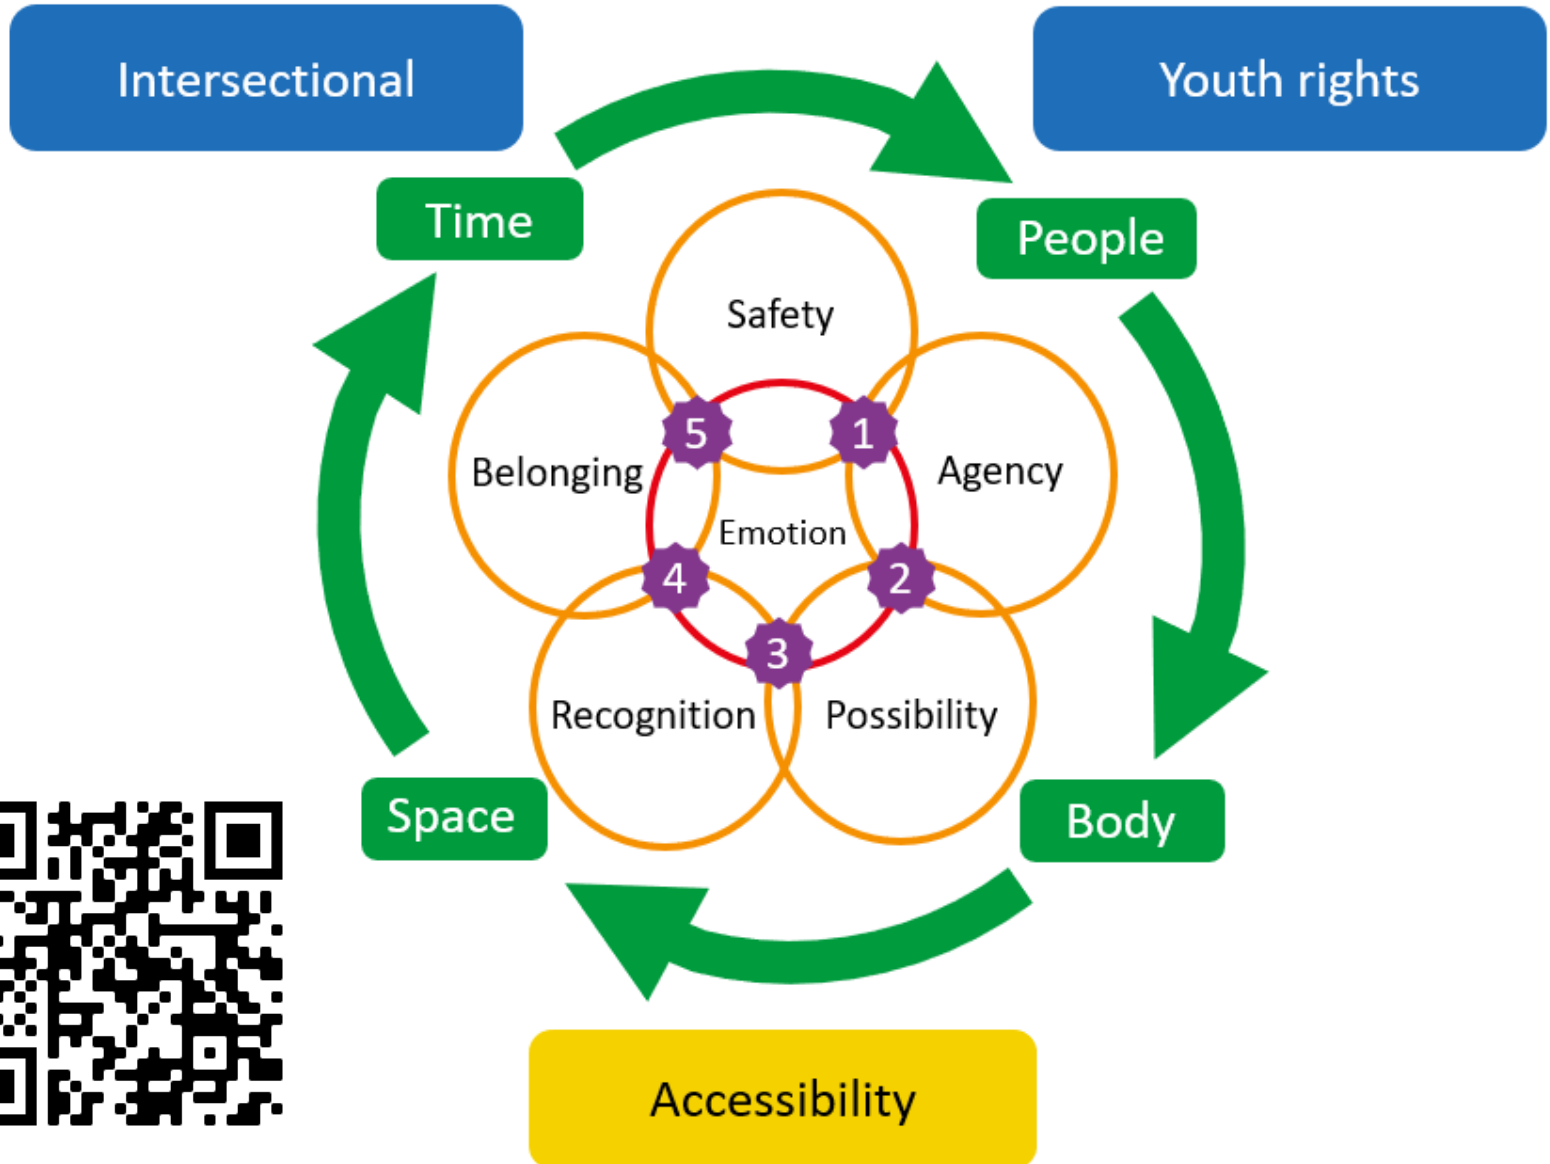 Intersectional
Youth rights
Time
People
Safety
5
1
Belonging
Agency
Emotion
4
2
3
Recognition
Possibility
Space
Body
Accessibility